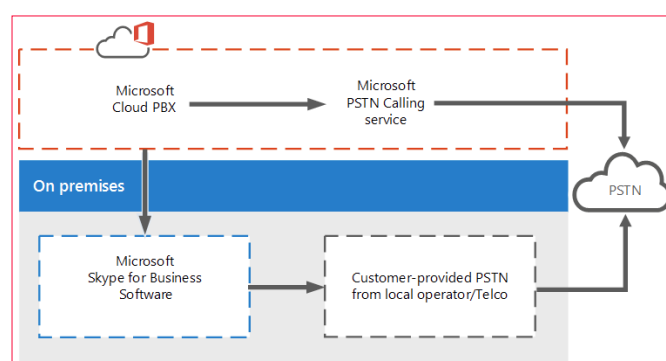 Microsoft
Cloud PBX
Microsoft
PSTN Calling
service
PSTN
On premises
Microsoft
Skype for Business
Software
Customer-provided PSTN
from local operator/Telco